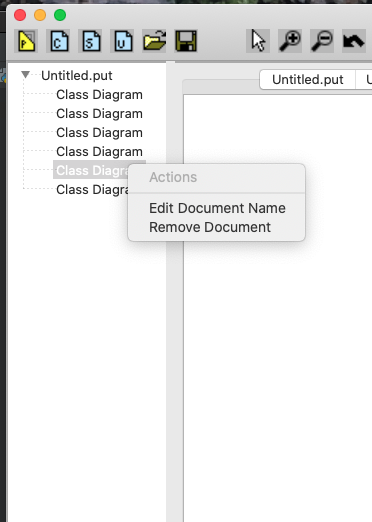 P C S U
Untitled.put
Untitled.put
Class Diagram
Class Diagram
Class Diagram
Class Diagram
Class Diagr
Class Diagra
Actions
Edit Document Name
Remove Document